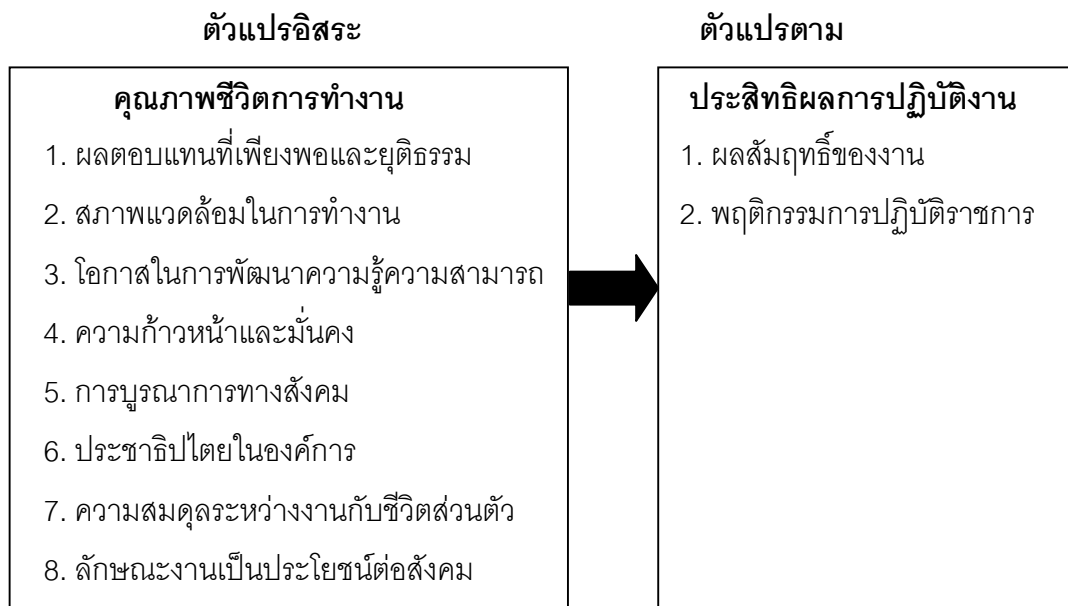 ตัวแปรอิสระ
ตัวแปรตาม
คุณภาพชีวิตการทำงาน
1. ผลตอบแทนที่เพียงพอและยุติธรรม
2. สภาพแวดล้อมในการทำงาน
3. โอกาสในการพัฒนาความรู้ความสามารถ
4. ความก้าวหน้าและมั่นคง
5. การบูรณาการทางสังคม
6. ประชาธิปไตยในองค์การ
7. ความสมดุลระหว่างงานกับชีวิตส่วนตัว
8. ลักษณะงานเป็นประโยชน์ต่อสังคม
ประสิทธิผลการปฏิบัติงาน
1. ผลสัมฤทธิ์ของงาน
2. พฤติกรรมการปฏิบัติราชการ